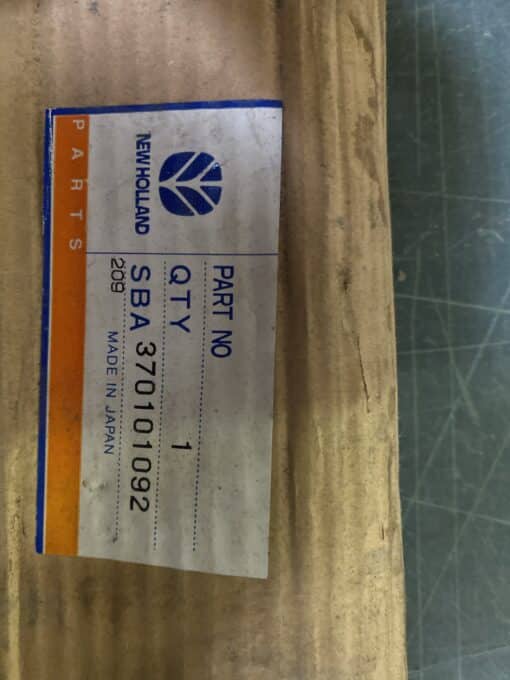 NEW HOLLAND
PART NO
QTY 1
SBA 370101092
209
MADE IN JAPAN
PARTS